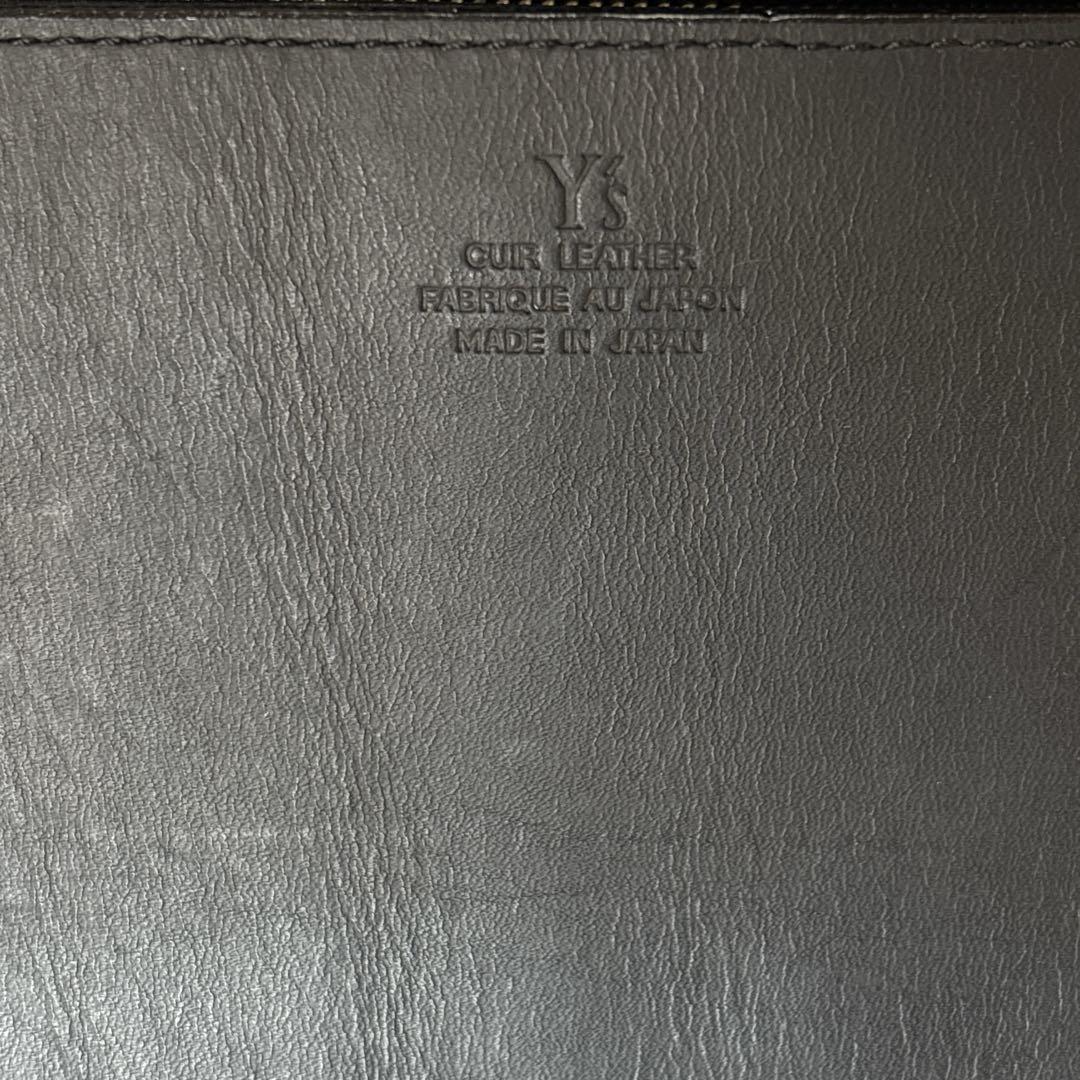 Y's
CUIR LEATHER
FABRIQUE AU JAPON
MADE IN JAPAN